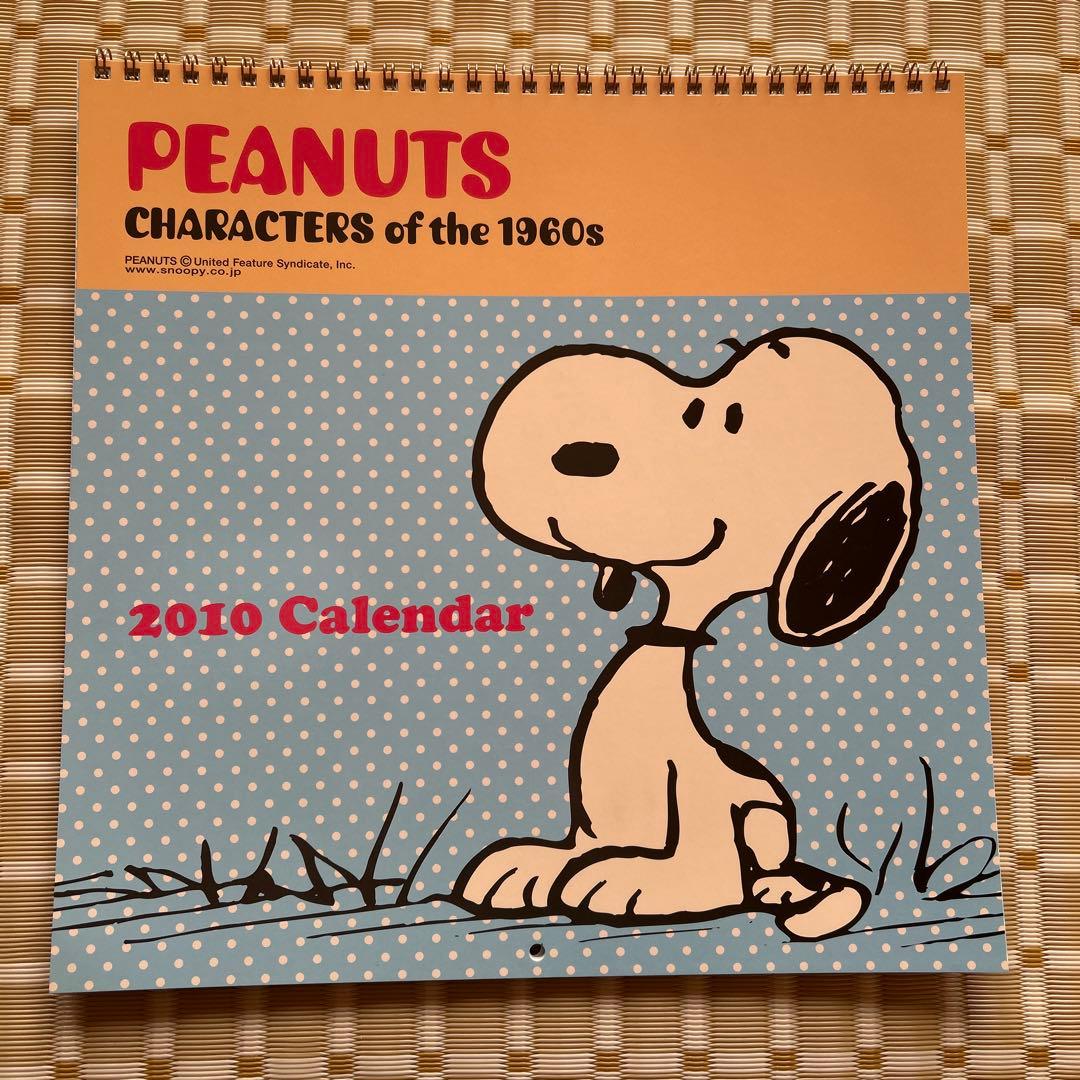 PEANUTS
CHARACTERS of the 1960s
PEANUTS © United Feature Syndicate, Inc.
www.snoopy.co.jp
2010 Calendar